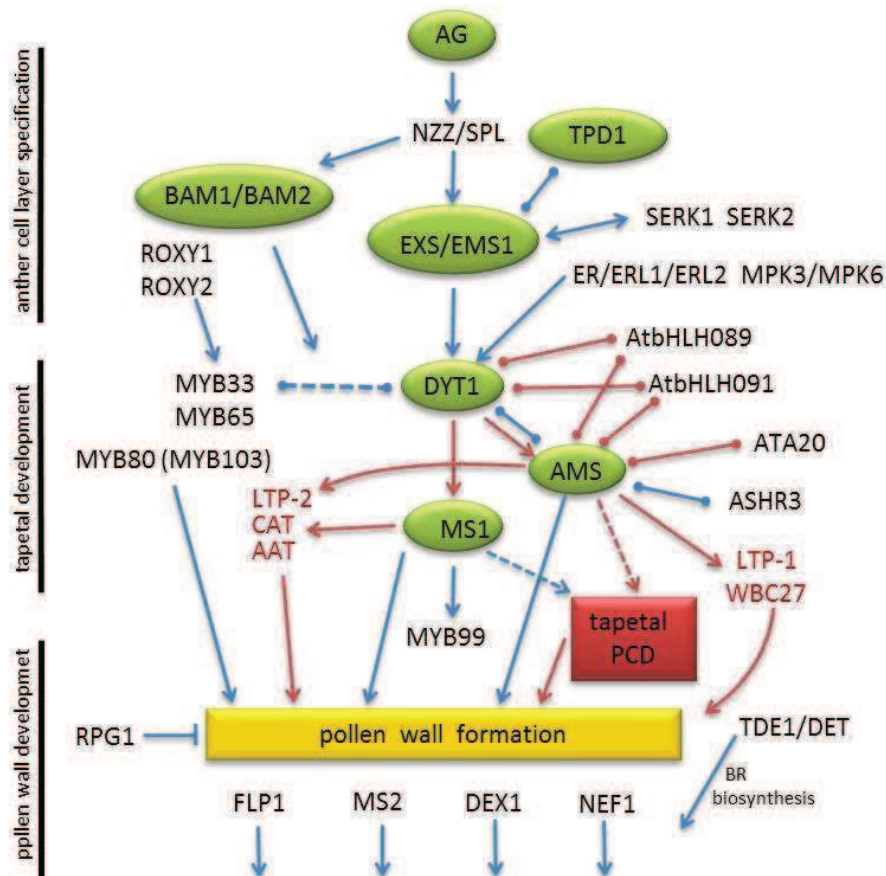 anther cell layer specification
AG
NZZ/SPL
TPD1
BAM1/BAM2
EXS/EMS1
SERK1 SERK2
ROXY1
ROXY2
ER/ERL1/ERL2 MPK3/MPK6
tapetal development
AtbHLH089
MYB33
DYT1
AtbHLH091
MYB65
MYB80 (MYB103)
ATA20
AMS
LTP-2
ASHR3
CAT
MS1
AAT
LTP-1
WBC27
MYB99
tapetal
PCD
ppllen wall developmet
RPG1
pollen wall formation
TDE1/DET
BR
biosynthesis
FLP1
MS2
DEX1
NEF1